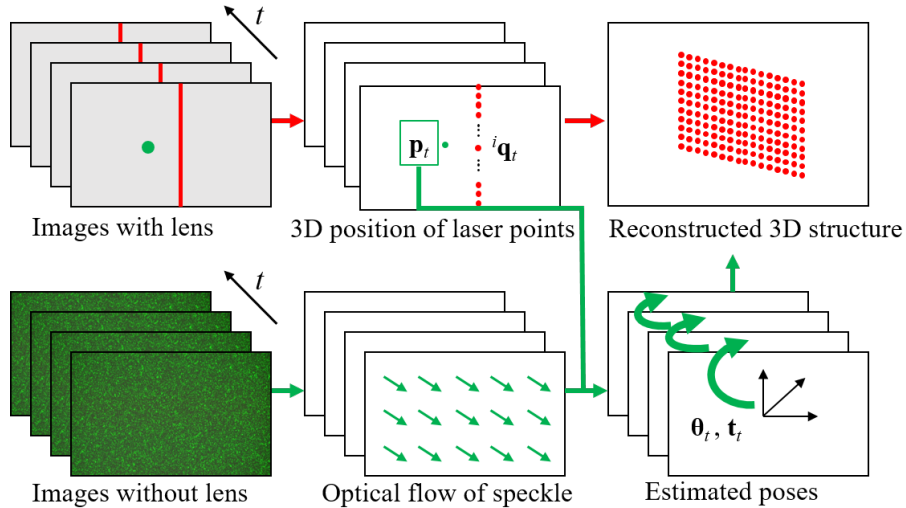 t
p_t
ⁱq_t
Images with lens
3D position of laser points
Reconstructed 3D structure
t
θ_t , t_t
Images without lens
Optical flow of speckle
Estimated poses